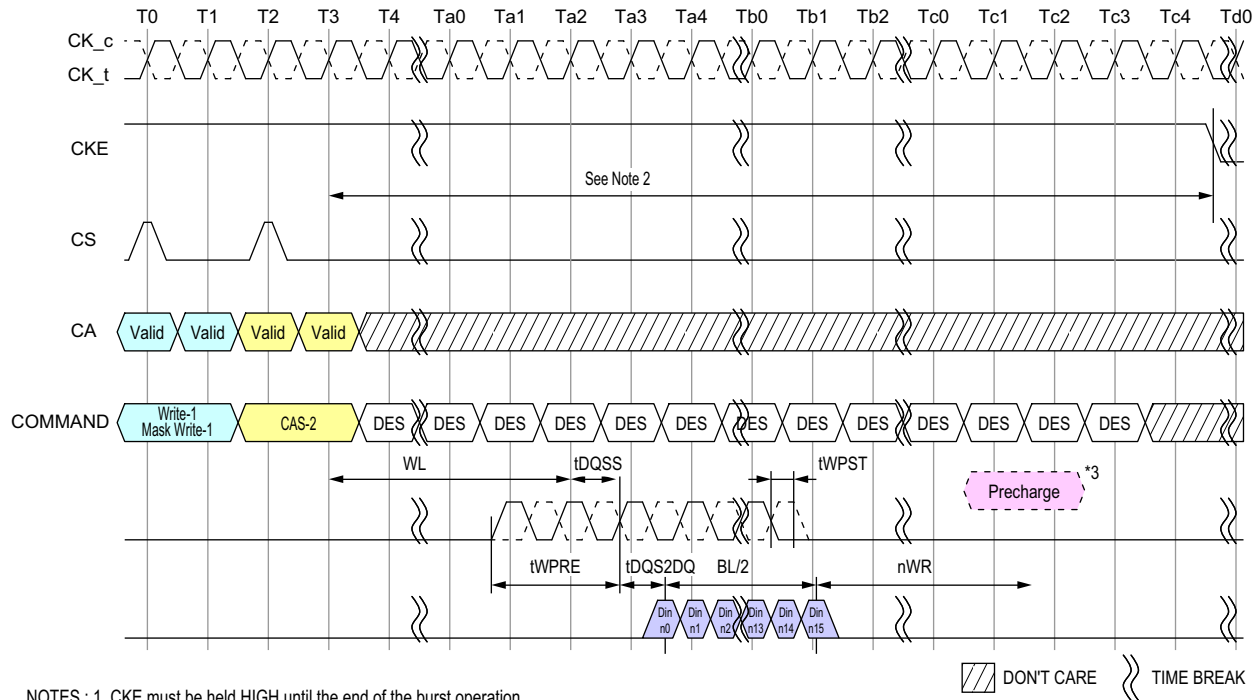 T0 T1 T2 T3 T4 Ta0 Ta1 Ta2 Ta3 Ta4 Tb0 Tb1 Tb2 Tc0 Tc1 Tc2 Tc3 Tc4 Td0
CK_c
CK_t
CKE
See Note 2
CS
CA Valid Valid Valid Valid
COMMAND Write-1 Mask Write-1 CAS-2 DES DES DES DES DES DES DES DES DES DES DES DES DES
WL tDQSS tWPST
Precharge *3
tWPRE tDQS2DQ BL/2 nWR
Din n0 Din n1 Din n2 Din n13 Din n14 Din n15
DON'T CARE TIME BREAK
NOTES : 1. CKE must be held HIGH until the end of the burst operation.